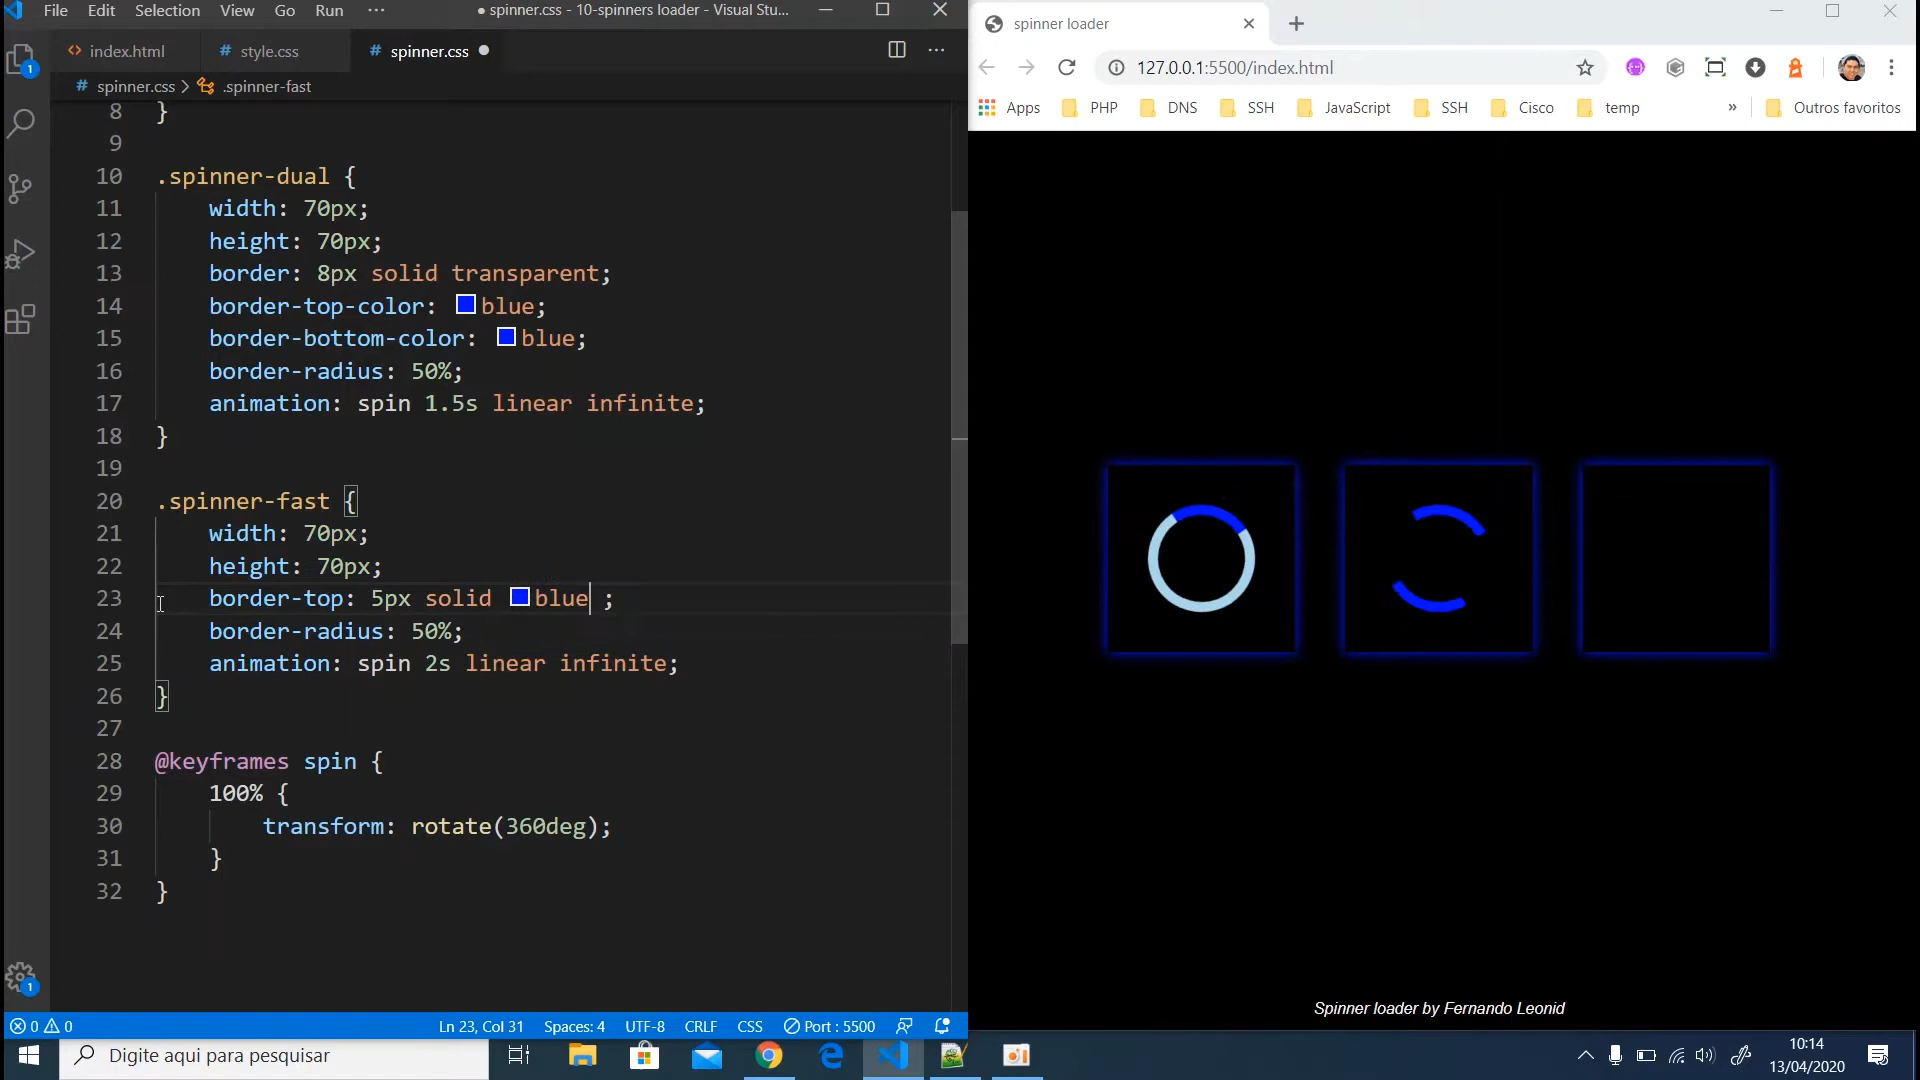 File Edit Selection View Go Run ··· ● spinner.css - 10-spinners loader - Visual Stu...
<> index.html # style.css # spinner.css ●
# spinner.css > .spinner-fast
8 }
9
10 .spinner-dual {
11 width: 70px;
12 height: 70px;
13 border: 8px solid transparent;
14 border-top-color: blue;
15 border-bottom-color: blue;
16 border-radius: 50%;
17 animation: spin 1.5s linear infinite;
18 }
19
20 .spinner-fast {
21 width: 70px;
22 height: 70px;
23 border-top: 5px solid blue ;
24 border-radius: 50%;
25 animation: spin 2s linear infinite;
26 }
27
28 @keyframes spin {
29 100% {
30 transform: rotate(360deg);
31 }
32 }
1
1
0 0 Ln 23, Col 31 Spaces: 4 UTF-8 CRLF CSS Port : 5500
spinner loader
127.0.0.1:5500/index.html
Apps PHP DNS SSH JavaScript SSH Cisco temp » Outros favoritos
Spinner loader by Fernando Leonid
Digite aqui para pesquisar
10:14
13/04/2020